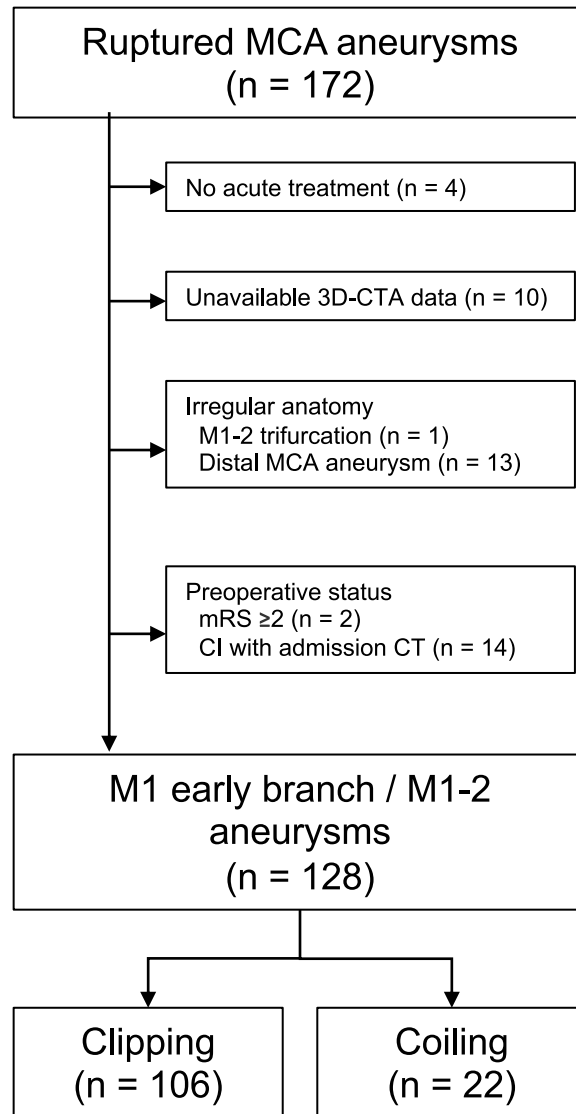 Ruptured MCA aneurysms
(n = 172)
No acute treatment (n = 4)
Unavailable 3D-CTA data (n = 10)
Irregular anatomy
M1-2 trifurcation (n = 1)
Distal MCA aneurysm (n = 13)
Preoperative status
mRS ≥2 (n = 2)
CI with admission CT (n = 14)
M1 early branch / M1-2
aneurysms
(n = 128)
Clipping
(n = 106)
Coiling
(n = 22)